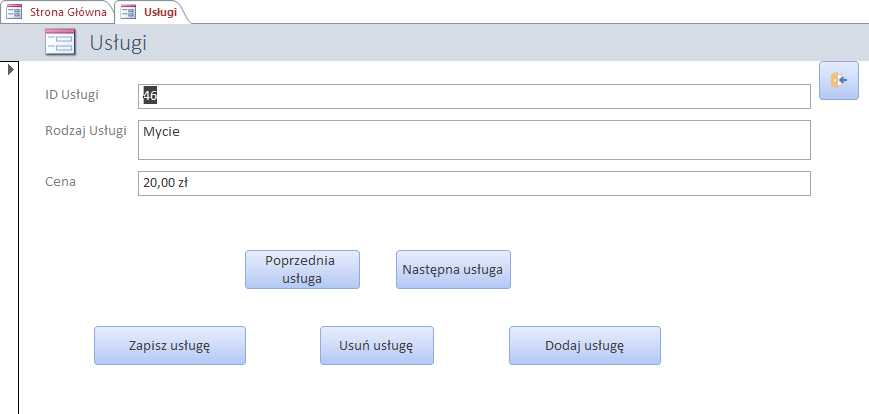 Strona Główna Usługi
Usługi
ID Usługi 46
Rodzaj Usługi Mycie
Cena 20,00 zł
Poprzednia usługa Następna usługa
Zapisz usługę Usuń usługę Dodaj usługę